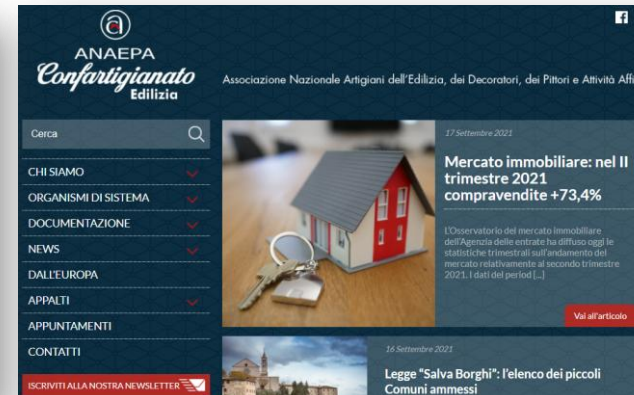 ANAEPA
Confartigianato
Edilizia
Associazione Nazionale Artigiani dell'Edilizia, dei Decoratori, dei Pittori e Attività Affi
Cerca
CHI SIAMO
ORGANISMI DI SISTEMA
DOCUMENTAZIONE
NEWS
DALL'EUROPA
APPALTI
APPUNTAMENTI
CONTATTI
ISCRIVITI ALLA NOSTRA NEWSLETTER
17 Settembre 2021
Mercato immobiliare: nel II
trimestre 2021
compravendite +73,4%
L'Osservatorio del mercato immobiliare
dell'Agenzia delle entrate ha diffuso oggi le
statistiche trimestrali sull'andamento del
mercato relativamente al secondo trimestre
2021. I dati del period [...]
Vai all'articolo
16 Settembre 2021
Legge "Salva Borghi": l'elenco dei piccoli
Comuni ammessi